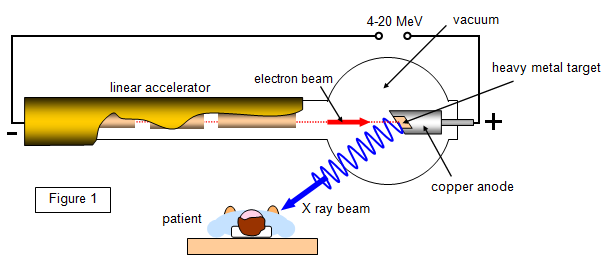 4-20 MeV
vacuum
linear accelerator
electron beam
heavy metal target
-
+
copper anode
Figure 1
X ray beam
patient